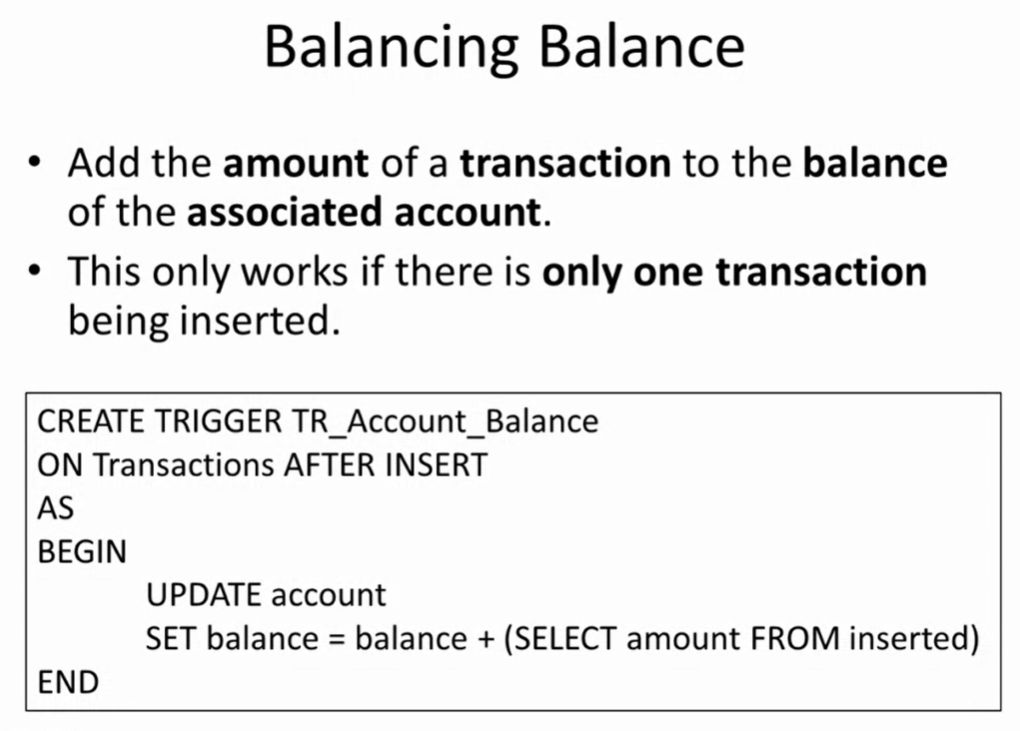 Balancing Balance
• Add the amount of a transaction to the balance
of the associated account.
• This only works if there is only one transaction
being inserted.
CREATE TRIGGER TR_Account_Balance
ON Transactions AFTER INSERT
AS
BEGIN
UPDATE account
SET balance = balance + (SELECT amount FROM inserted)
END